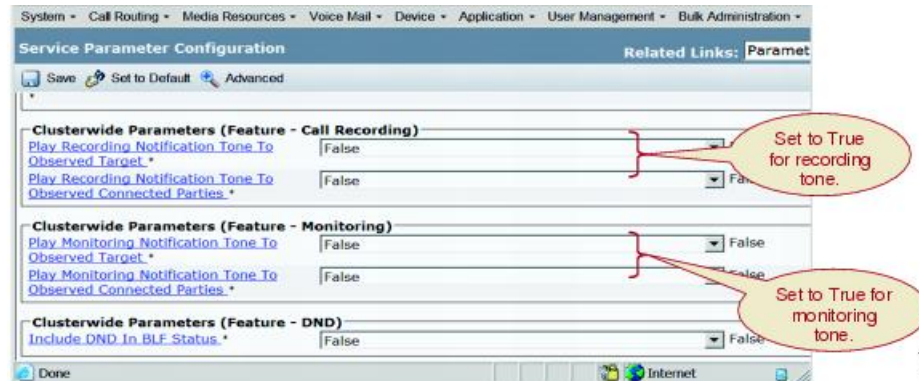 System Call Routing Media Resources Voice Mail Device Application User Management Bulk Administration
Service Parameter Configuration
Related Links: Paramet
Save Set to Default Advanced
*
Clusterwide Parameters (Feature - Call Recording)
Play Recording Notification Tone To
Observed Target *
False
Play Recording Notification Tone To
Observed Connected Parties *
False
Set to True
for recording
tone.
Clusterwide Parameters (Feature - Monitoring)
Play Monitoring Notification Tone To
Observed Target *
False
False
Play Monitoring Notification Tone To
Observed Connected Parties *
False
False
Set to True for
monitoring
tone.
Clusterwide Parameters (Feature - DND)
Include DND In BLF Status *
False
False
Done
Internet